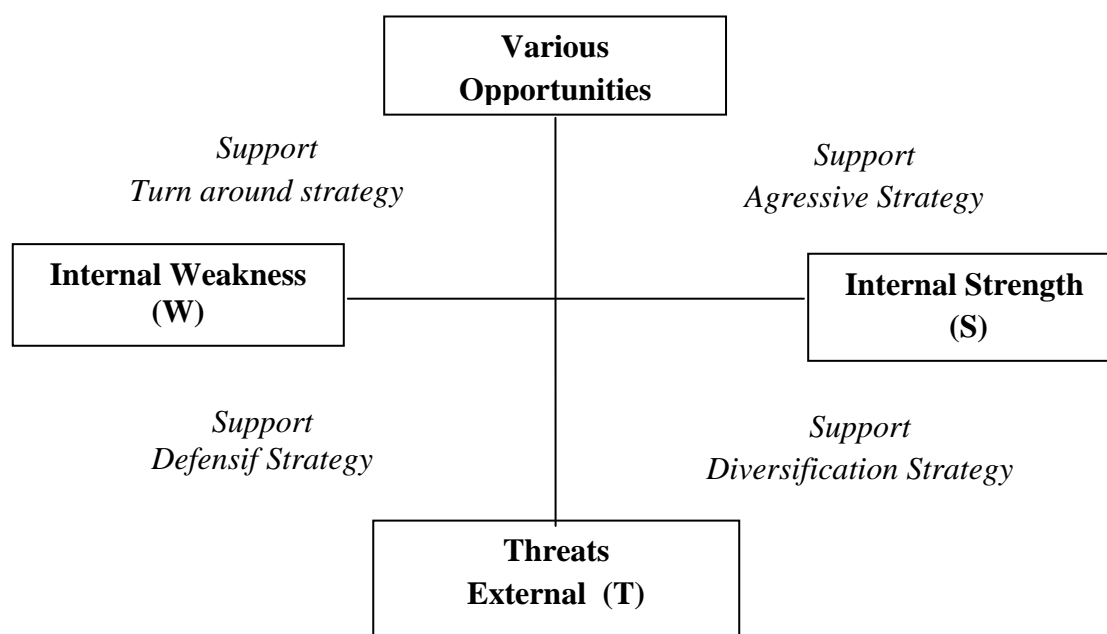 Various
Opportunities
Support
Turn around strategy
Support
Agressive Strategy
Internal Weakness
(W)
Internal Strength
(S)
Support
Defensif Strategy
Support
Diversification Strategy
Threats
External  (T)